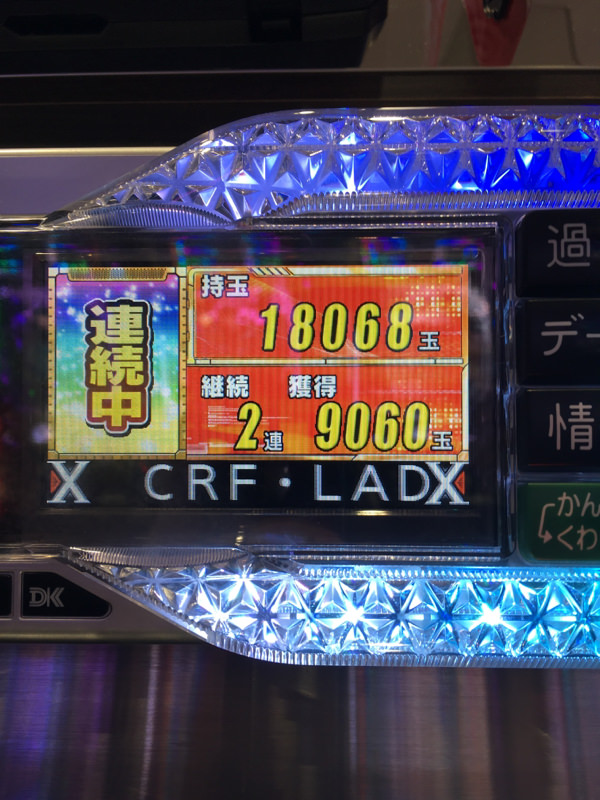 連続中
持玉
18068玉
継続 獲得
2連 9060玉
X CRF・LADX
過
デー
情
かん
くわ
DK